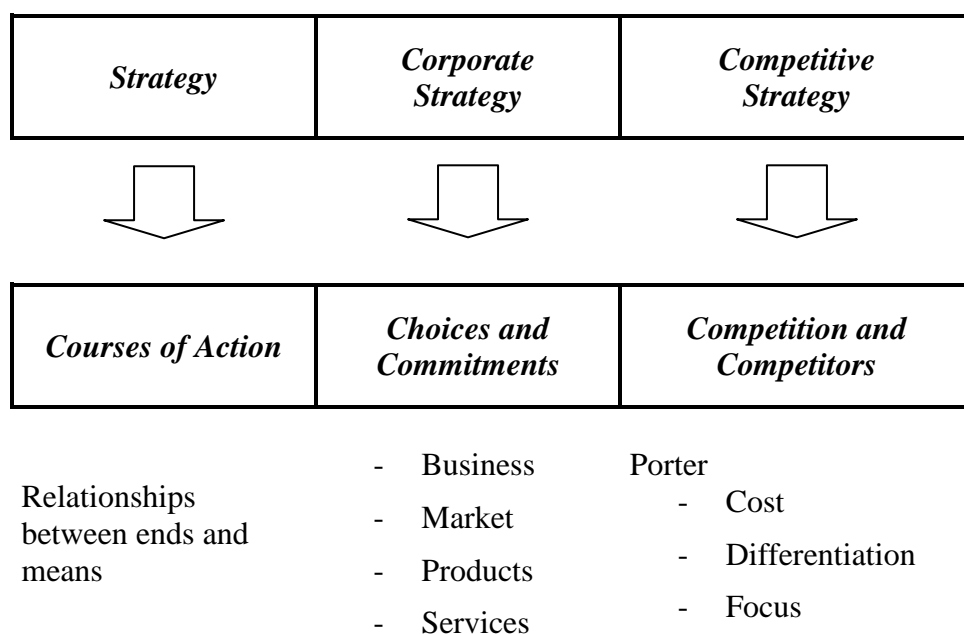 Strategy
Corporate
Strategy
Competitive
Strategy
Courses of Action
Choices and
Commitments
Competition and
Competitors
Relationships
between ends and
means
- Business
- Market
- Products
- Services
Porter
- Cost
- Differentiation
- Focus